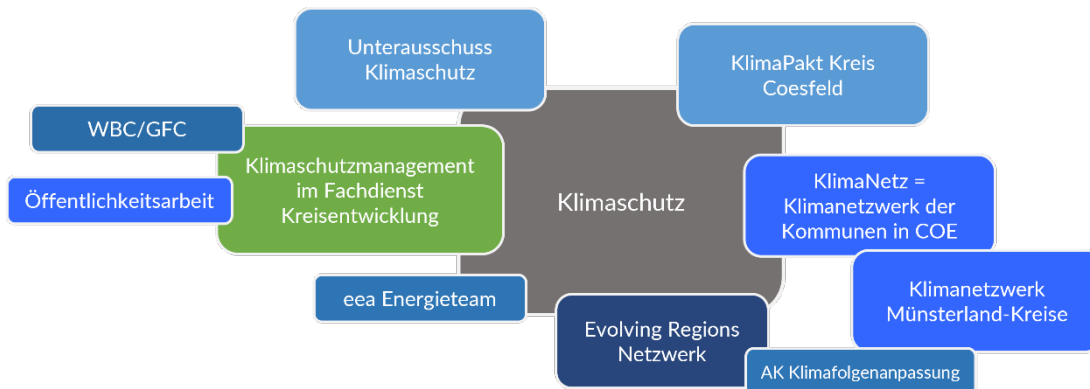 Unterausschuss
Klimaschutz
KlimaPakt Kreis
Coesfeld
WBC/GFC
Klimaschutzmanagement
im Fachdienst
Kreisentwicklung
Öffentlichkeitsarbeit
Klimaschutz
KlimaNetz =
Klimanetzwerk der
Kommunen in COE
eea Energieteam
Klimanetzwerk
Münsterland-Kreise
Evolving Regions
Netzwerk
AK Klimafolgenanpassung